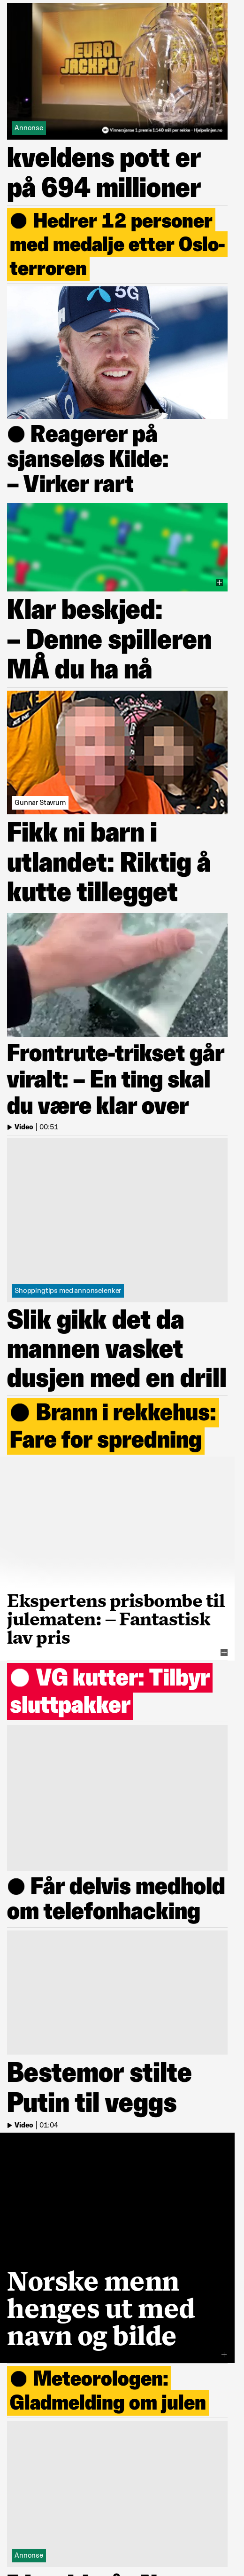 EURO
JACKPOT
Annonse
Vinnersjanse 1.premie 1:140 mill per rekke - Hjelpelinjen.no
kveldens pott er
på 694 millioner
● Hedrer 12 personer
med medalje etter Oslo-
terroren
5G
● Reagerer på
sjanseløs Kilde:
– Virker rart
Klar beskjed:
– Denne spilleren
MÅ du ha nå
Gunnar Stavrum
Fikk ni barn i
utlandet: Riktig å
kutte tillegget
Frontrute-trikset går
viralt: – En ting skal
du være klar over
Video | 00:51
Shoppingtips med annonselenker
Slik gikk det da
mannen vasket
dusjen med en drill
● Brann i rekkehus:
Fare for spredning
Ekspertens prisbombe til
julematen: – Fantastisk
lav pris
● VG kutter: Tilbyr
sluttpakker
● Får delvis medhold
om telefonhacking
Bestemor stilte
Putin til veggs
Video | 01:04
Norske menn
henges ut med
navn og bilde
● Meteorologen:
Gladmelding om julen
Annonse